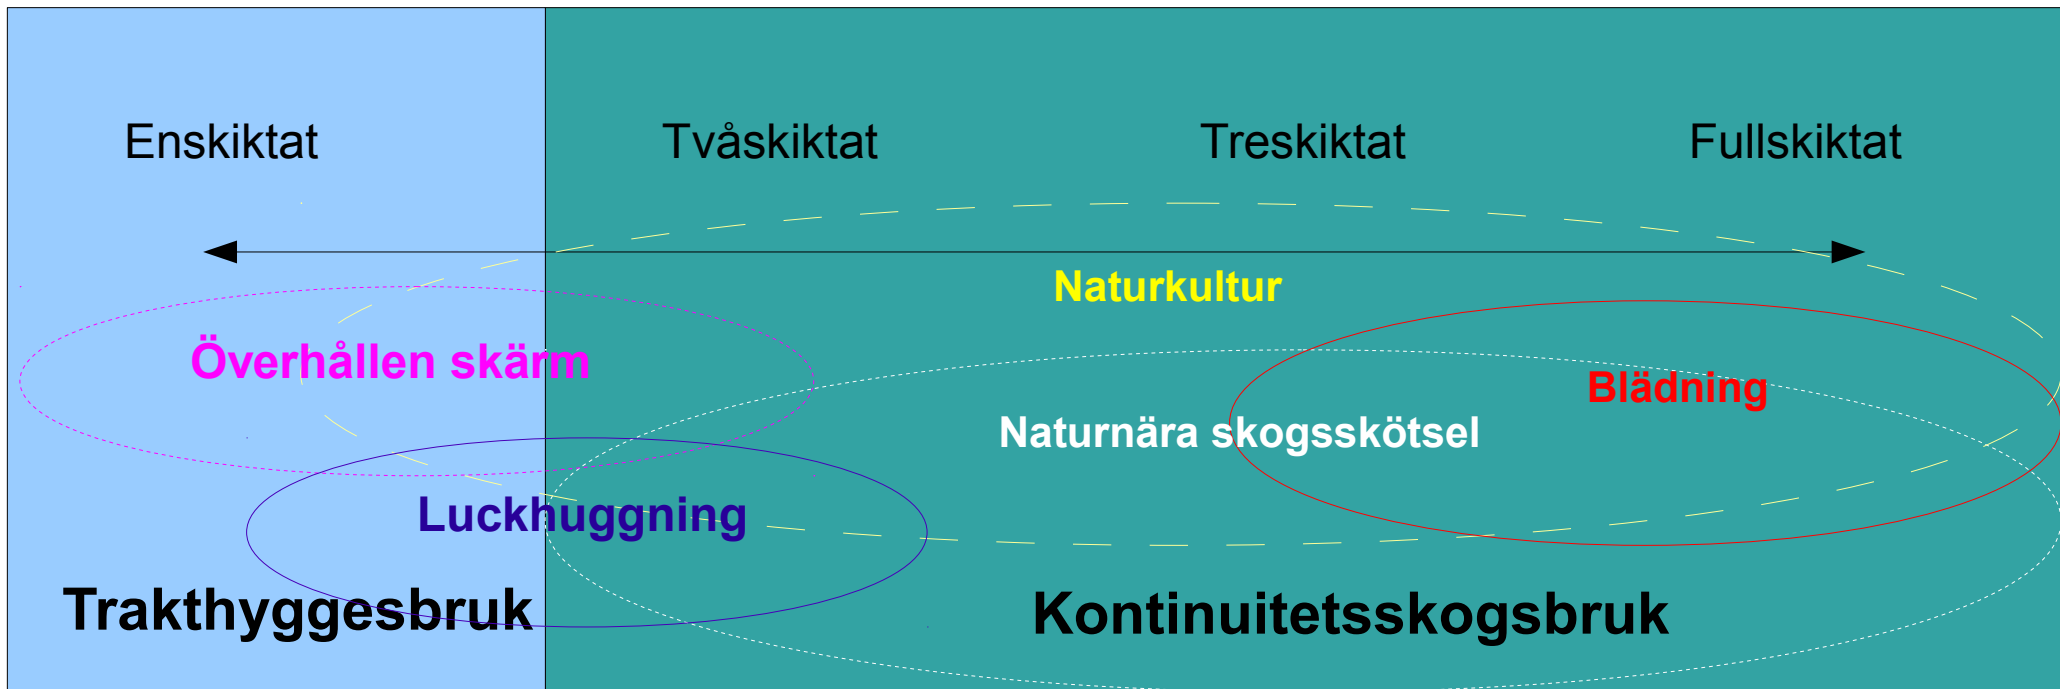 Enskiktat
Tvåskiktat
Treskiktat
Fullskiktat
Naturkultur
Överhållen skärm
Blädning
Naturnära skogsskötsel
Luckhuggning
Trakthyggesbruk
Kontinuitetsskogsbruk